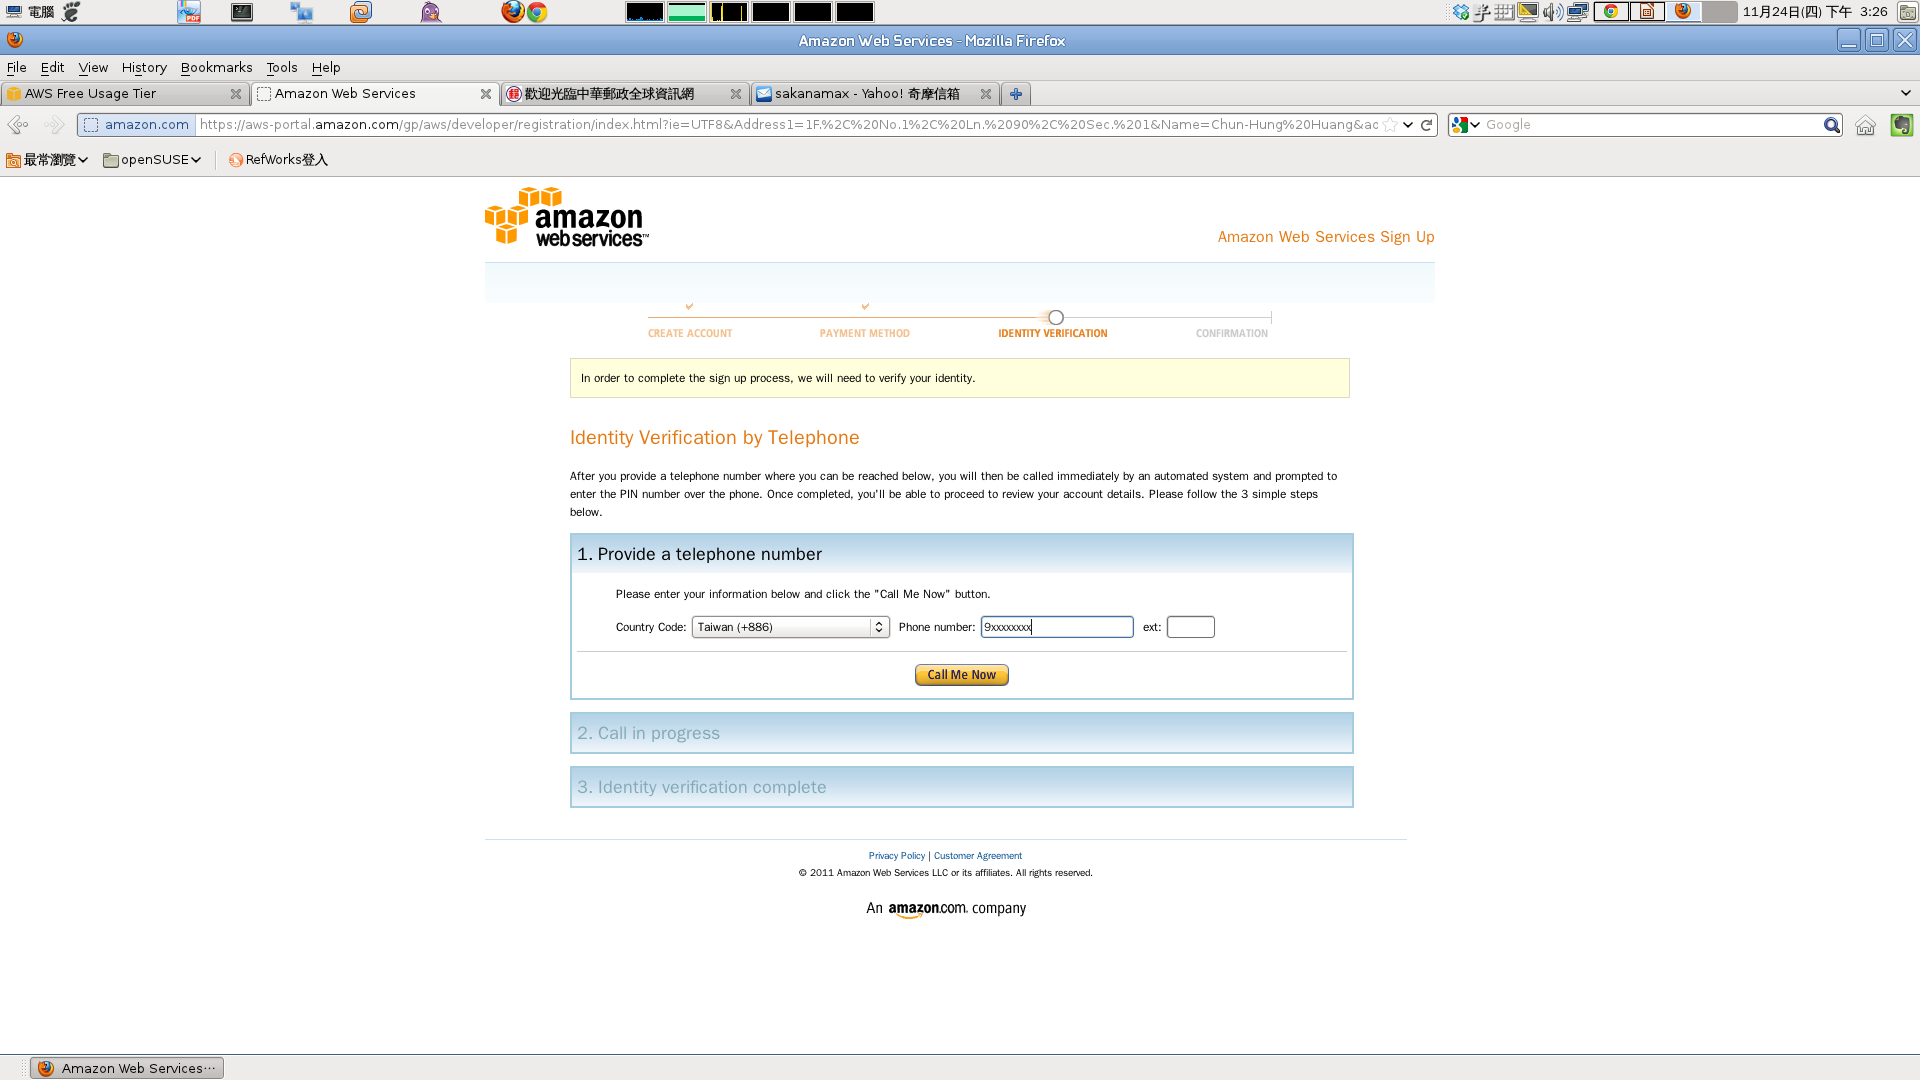 電腦
11月24日(四) 下午 3:26
Amazon Web Services - Mozilla Firefox
File Edit View History Bookmarks Tools Help
AWS Free Usage Tier
Amazon Web Services
歡迎光臨中華郵政全球資訊網
sakanamax - Yahoo! 奇摩信箱
amazon.com https://aws-portal.amazon.com/gp/aws/developer/registration/index.html?ie=UTF8&Address1=1F.%2C%20No.1%2C%20Ln.%2090%2C%20Sec.%201&Name=Chun-Hung%20Huang&ac
Google
最常瀏覽 openSUSE RefWorks登入
amazon
webservices™
Amazon Web Services Sign Up
CREATE ACCOUNT PAYMENT METHOD IDENTITY VERIFICATION CONFIRMATION
In order to complete the sign up process, we will need to verify your identity.
Identity Verification by Telephone
After you provide a telephone number where you can be reached below, you will then be called immediately by an automated system and prompted to
enter the PIN number over the phone. Once completed, you'll be able to proceed to review your account details. Please follow the 3 simple steps
below.
1. Provide a telephone number
Please enter your information below and click the "Call Me Now" button.
Country Code: Taiwan (+886) Phone number: 9xxxxxxxx ext:
Call Me Now
2. Call in progress
3. Identity verification complete
Privacy Policy | Customer Agreement
© 2011 Amazon Web Services LLC or its affiliates. All rights reserved.
An amazon.com. company
Amazon Web Services…